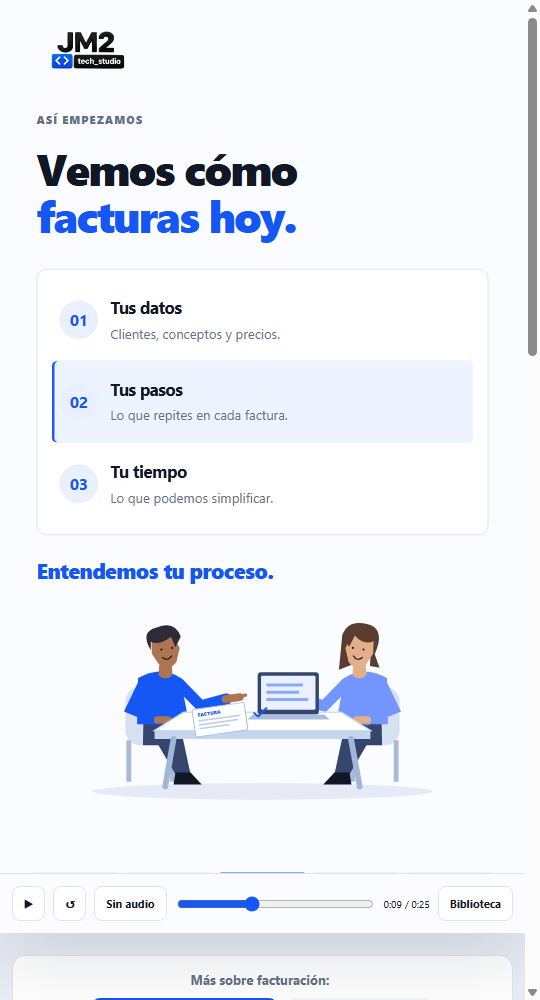 JM2
<> tech_studio
ASÍ EMPEZAMOS
Vemos cómo
facturas hoy.
01
Tus datos
Clientes, conceptos y precios.
02
Tus pasos
Lo que repites en cada factura.
03
Tu tiempo
Lo que podemos simplificar.
Entendemos tu proceso.
FACTURA
Sin audio
0:09 / 0:25
Biblioteca
Más sobre facturación: